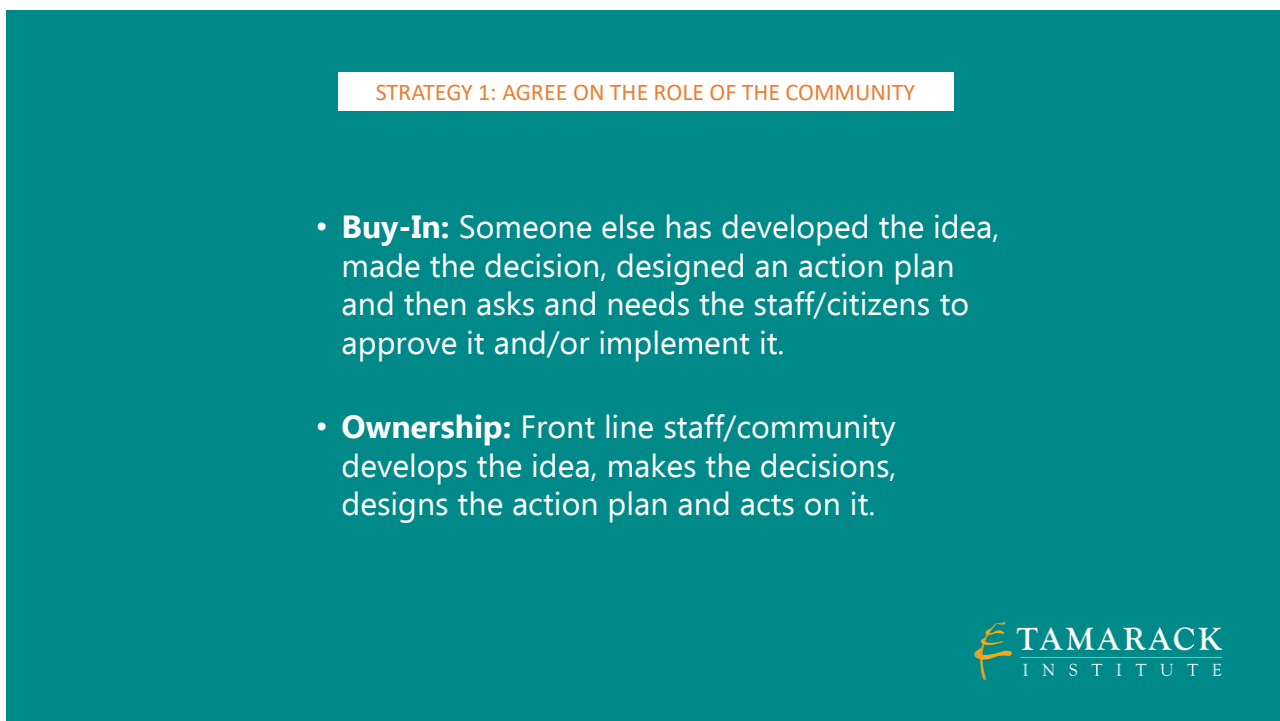 STRATEGY 1: AGREE ON THE ROLE OF THE COMMUNITY
• Buy-In: Someone else has developed the idea,
made the decision, designed an action plan
and then asks and needs the staff/citizens to
approve it and/or implement it.
• Ownership: Front line staff/community
develops the idea, makes the decisions,
designs the action plan and acts on it.
TAMARACK
INSTITUTE